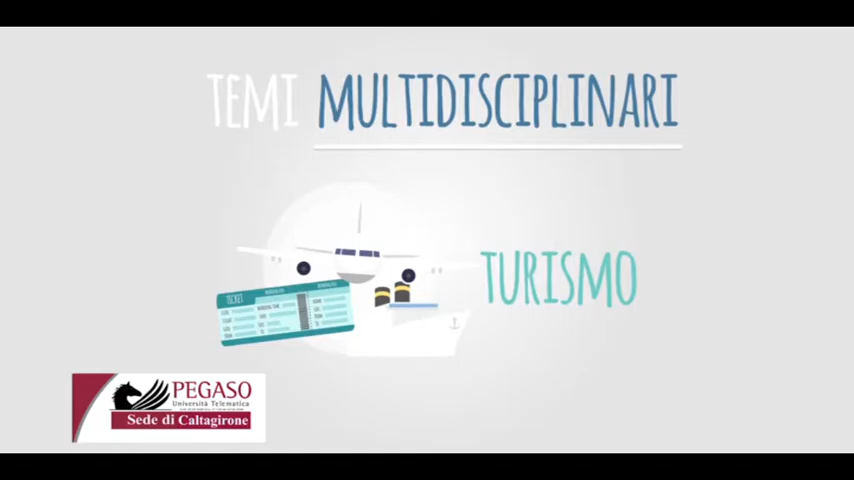 TEMI MULTIDISCIPLINARI
TURISMO
TICKET
PEGASO
Università Telematica
Sede di Caltagirone